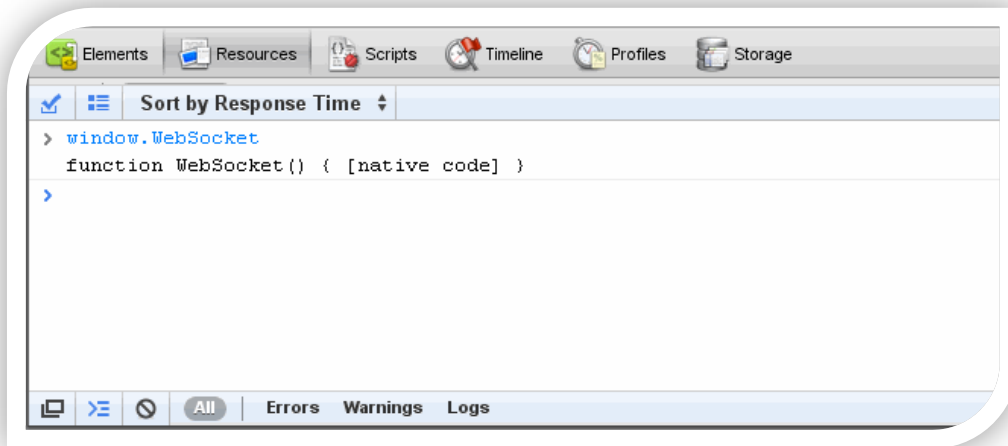 Elements Resources Scripts Timeline Profiles Storage
Sort by Response Time
> window.WebSocket
function WebSocket() { [native code] }
>
All Errors Warnings Logs